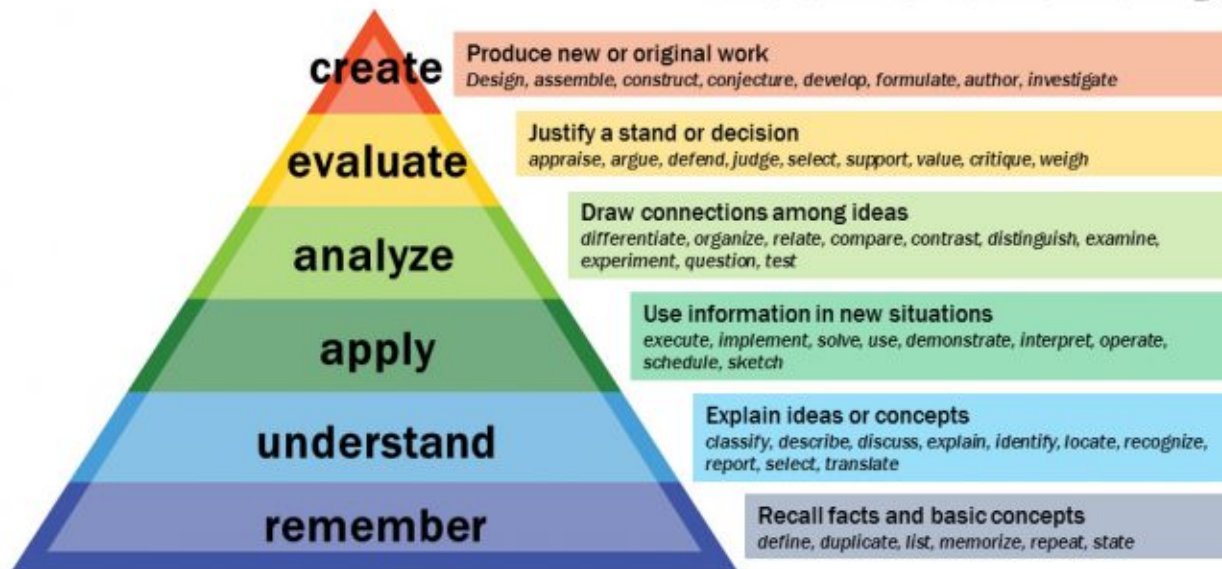 create
Produce new or original work
Design, assemble, construct, conjecture, develop, formulate, author, investigate
evaluate
Justify a stand or decision
appraise, argue, defend, judge, select, support, value, critique, weigh
analyze
Draw connections among ideas
differentiate, organize, relate, compare, contrast, distinguish, examine,
experiment, question, test
apply
Use information in new situations
execute, implement, solve, use, demonstrate, interpret, operate,
schedule, sketch
understand
Explain ideas or concepts
classify, describe, discuss, explain, identify, locate, recognize,
report, select, translate
remember
Recall facts and basic concepts
define, duplicate, list, memorize, repeat, state